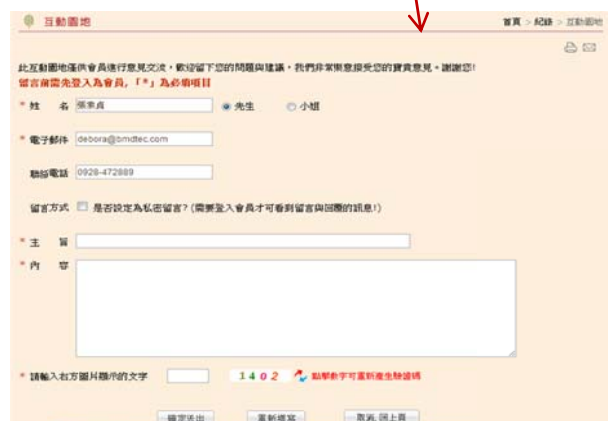 互動園地
首頁 > 紀錄 > 互動園地
此互動園地僅供會員進行意見交流，歡迎留下您的問題與建議，我們非常樂意接受您的寶貴意見。謝謝您!
留言前需先登入為會員,「*」為必填項目
* 姓 名 張 貞 先生 小姐
* 電子郵件 debora@bmdtec.com
聯絡電話 0928-472889
留言方式 是否設定為私密留言? (需要登入會員才可看到留言與回覆的訊息!)
* 主 旨
* 內 容
* 請輸入右方圖片顯示的文字 1402 點擊數字可重新產生驗證碼
確定送出 重新填寫 取消,回上頁